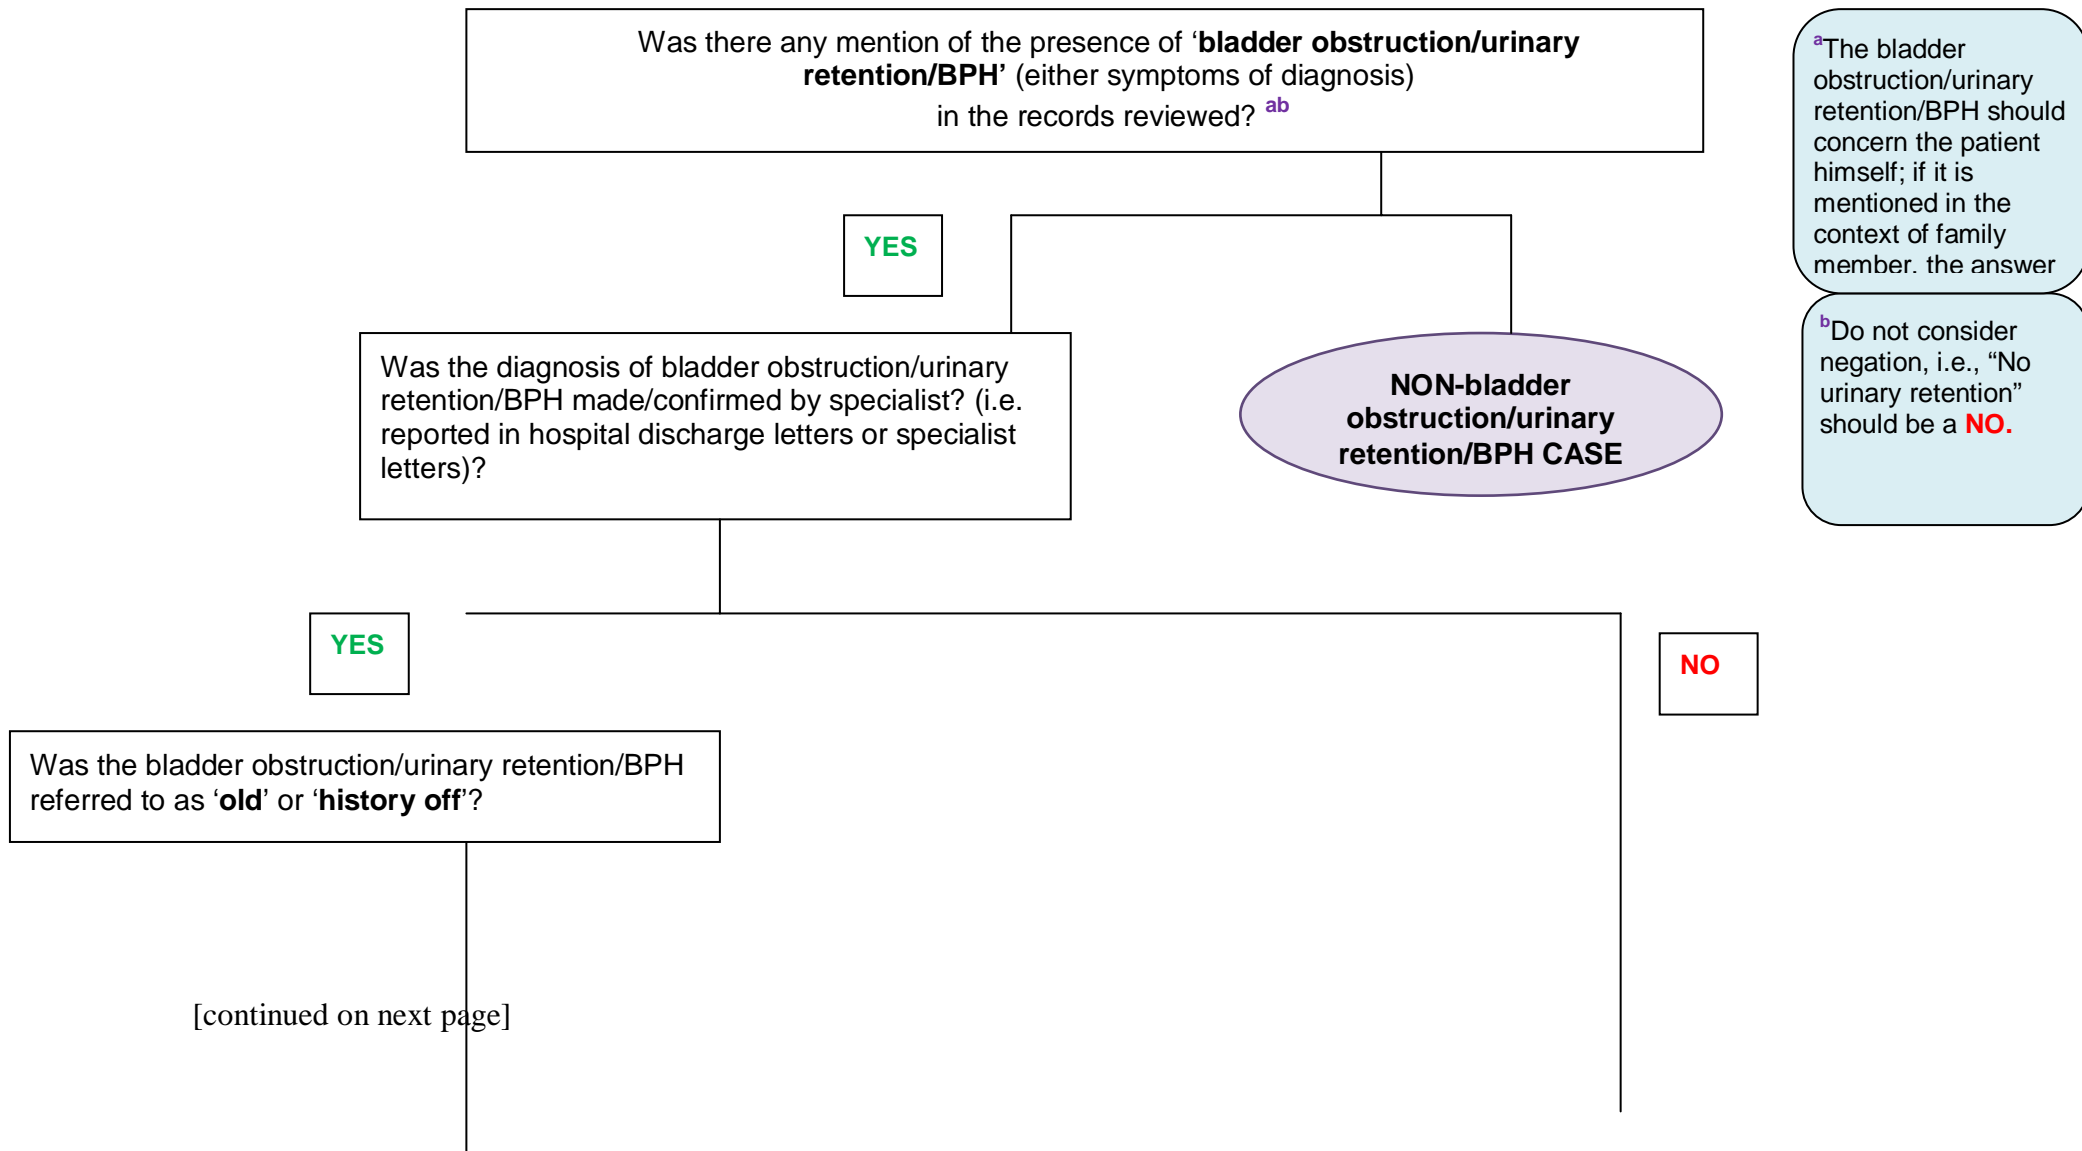 Was there any mention of the presence of ‘bladder obstruction/urinary
retention/BPH’ (either symptoms of diagnosis)
in the records reviewed? ab
aThe bladder
obstruction/urinary
retention/BPH should
concern the patient
himself; if it is
mentioned in the
context of family
member, the answer
bDo not consider
negation, i.e., “No
urinary retention”
should be a NO.
YES
Was the diagnosis of bladder obstruction/urinary
retention/BPH made/confirmed by specialist? (i.e.
reported in hospital discharge letters or specialist
letters)?
NON-bladder
obstruction/urinary
retention/BPH CASE
YES
NO
Was the bladder obstruction/urinary retention/BPH
referred to as ‘old’ or ‘history off’?
[continued on next page]